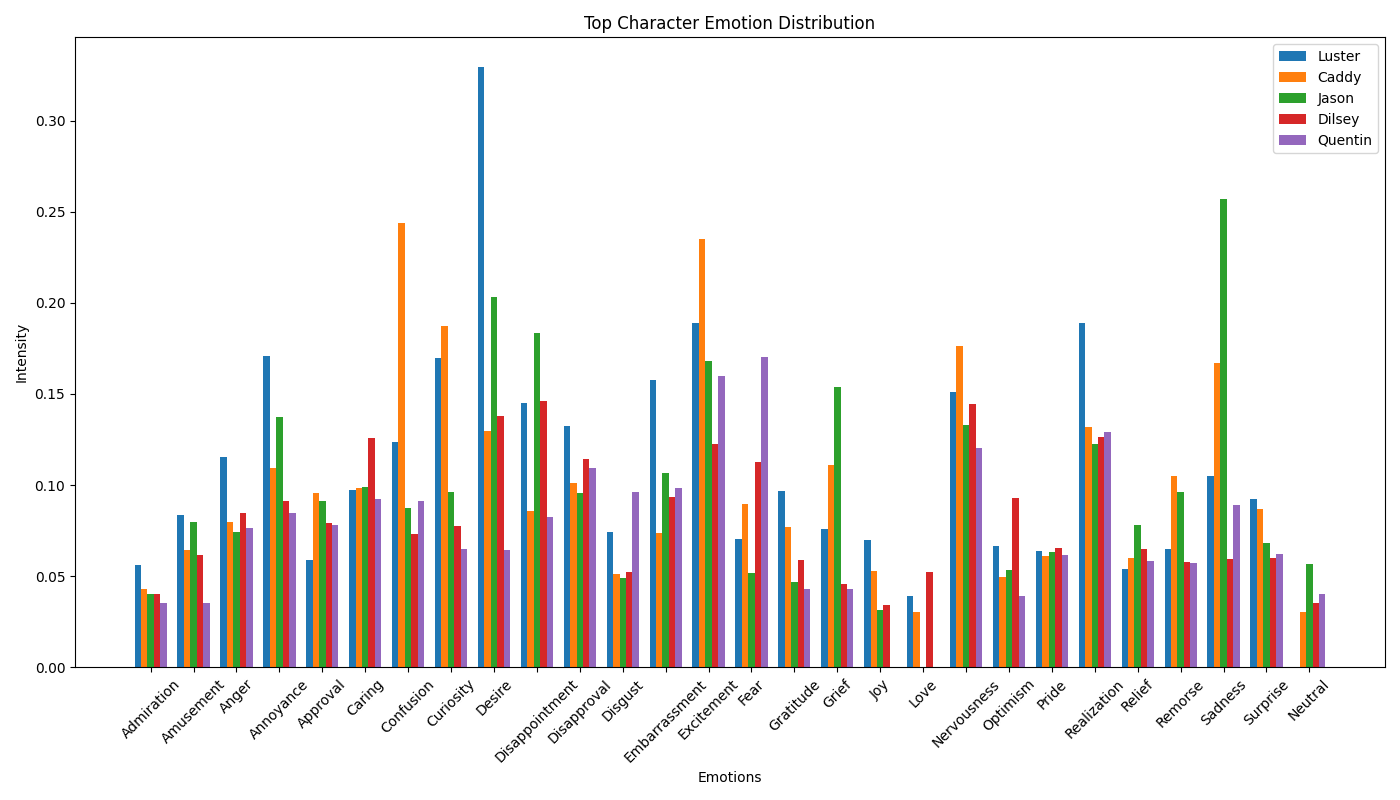 Top Character Emotion Distribution
Luster
Caddy
Jason
Dilsey
Quentin
Intensity
0.30
0.25
0.20
0.15
0.10
0.05
0.00
Admiration
Amusement
Anger
Annoyance
Approval
Caring
Confusion
Curiosity
Desire
Disappointment
Disapproval
Disgust
Embarrassment
Excitement
Fear
Gratitude
Grief
Joy
Love
Nervousness
Optimism
Pride
Realization
Relief
Remorse
Sadness
Surprise
Neutral
Emotions